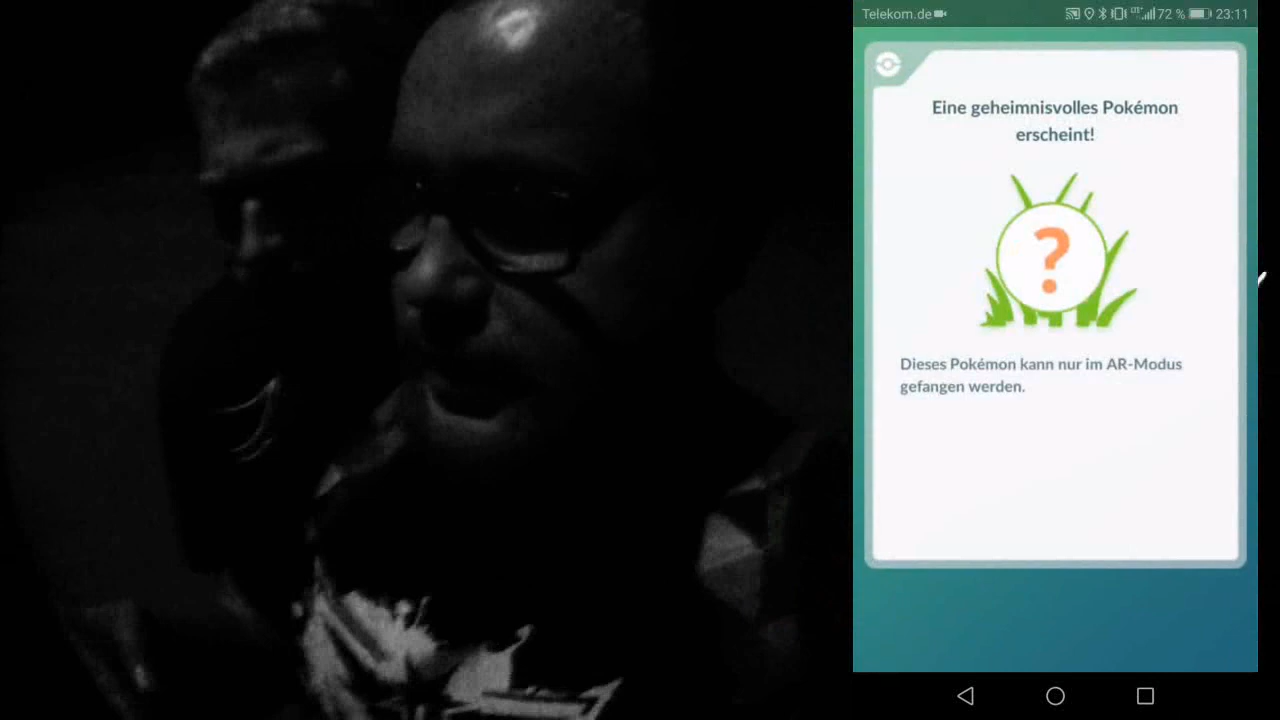 Telekom.de 72 % 23:11
Eine geheimnisvolles Pokémon
erscheint!
?
Dieses Pokémon kann nur im AR-Modus
gefangen werden.